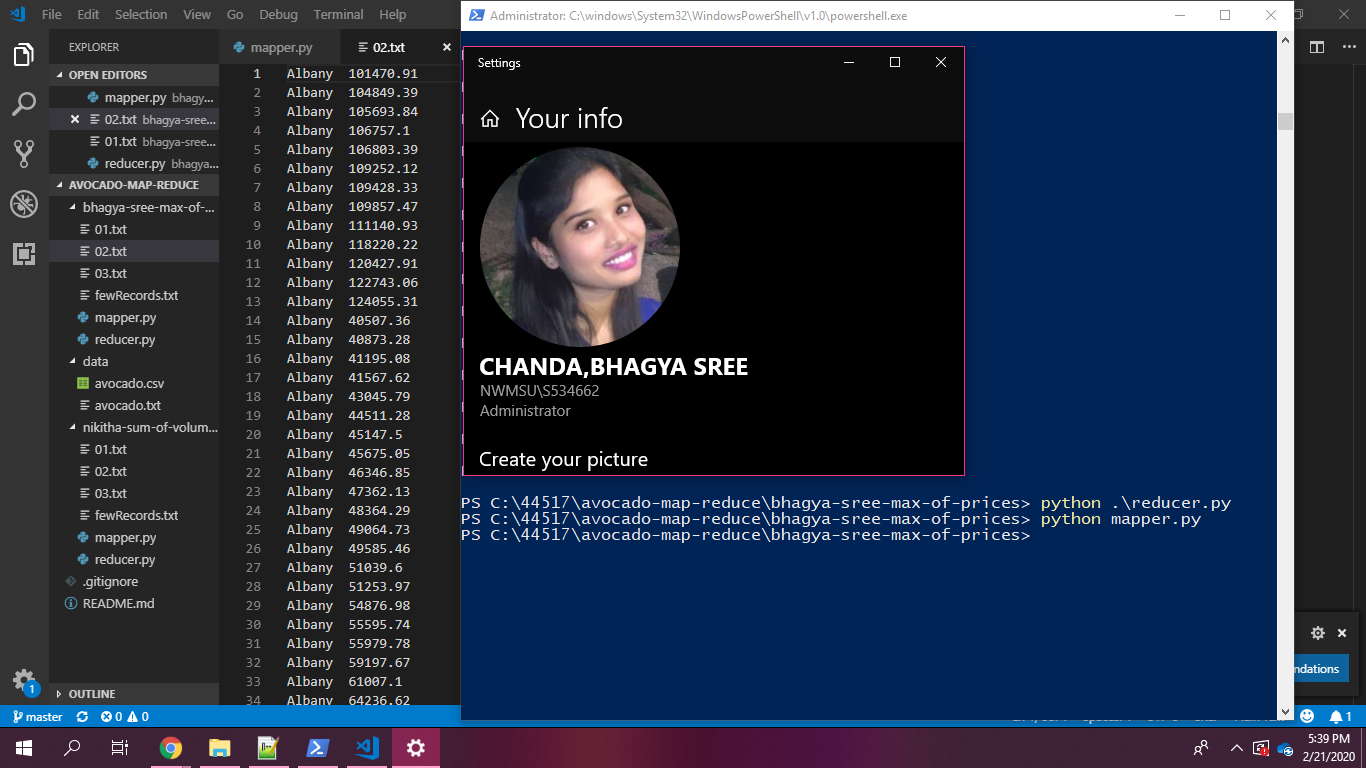 File Edit Selection View Go Debug Terminal Help
Administrator: C:\windows\System32\WindowsPowerShell\v1.0\powershell.exe
EXPLORER
OPEN EDITORS
mapper.py bhagy...
02.txt bhagya-sree...
01.txt bhagya-sree...
reducer.py bhagya...
AVOCADO-MAP-REDUCE
bhagya-sree-max-of-...
01.txt
02.txt
03.txt
fewRecords.txt
mapper.py
reducer.py
data
avocado.csv
avocado.txt
nikitha-sum-of-volum...
01.txt
02.txt
03.txt
fewRecords.txt
mapper.py
reducer.py
.gitignore
README.md
OUTLINE
mapper.py
02.txt
1 Albany 101470.91
2 Albany 104849.39
3 Albany 105693.84
4 Albany 106757.1
5 Albany 106803.39
6 Albany 109252.12
7 Albany 109428.33
8 Albany 109857.47
9 Albany 111140.93
10 Albany 118220.22
11 Albany 120427.91
12 Albany 122743.06
13 Albany 124055.31
14 Albany 40507.36
15 Albany 40873.28
16 Albany 41195.08
17 Albany 41567.62
18 Albany 43045.79
19 Albany 44511.28
20 Albany 45147.5
21 Albany 45675.05
22 Albany 46346.85
23 Albany 47362.13
24 Albany 48364.29
25 Albany 49064.73
26 Albany 49585.46
27 Albany 51039.6
28 Albany 51253.97
29 Albany 54876.98
30 Albany 55595.74
31 Albany 55979.78
32 Albany 59197.67
33 Albany 61007.1
34 Albany 64236.62
Settings
Your info
CHANDA,BHAGYA SREE
NWMSU\S534662
Administrator
Create your picture
PS C:\44517\avocado-map-reduce\bhagya-sree-max-of-prices> python .\reducer.py
PS C:\44517\avocado-map-reduce\bhagya-sree-max-of-prices> python mapper.py
PS C:\44517\avocado-map-reduce\bhagya-sree-max-of-prices>
ndations
1
master 0 0
1
5:39 PM
2/21/2020